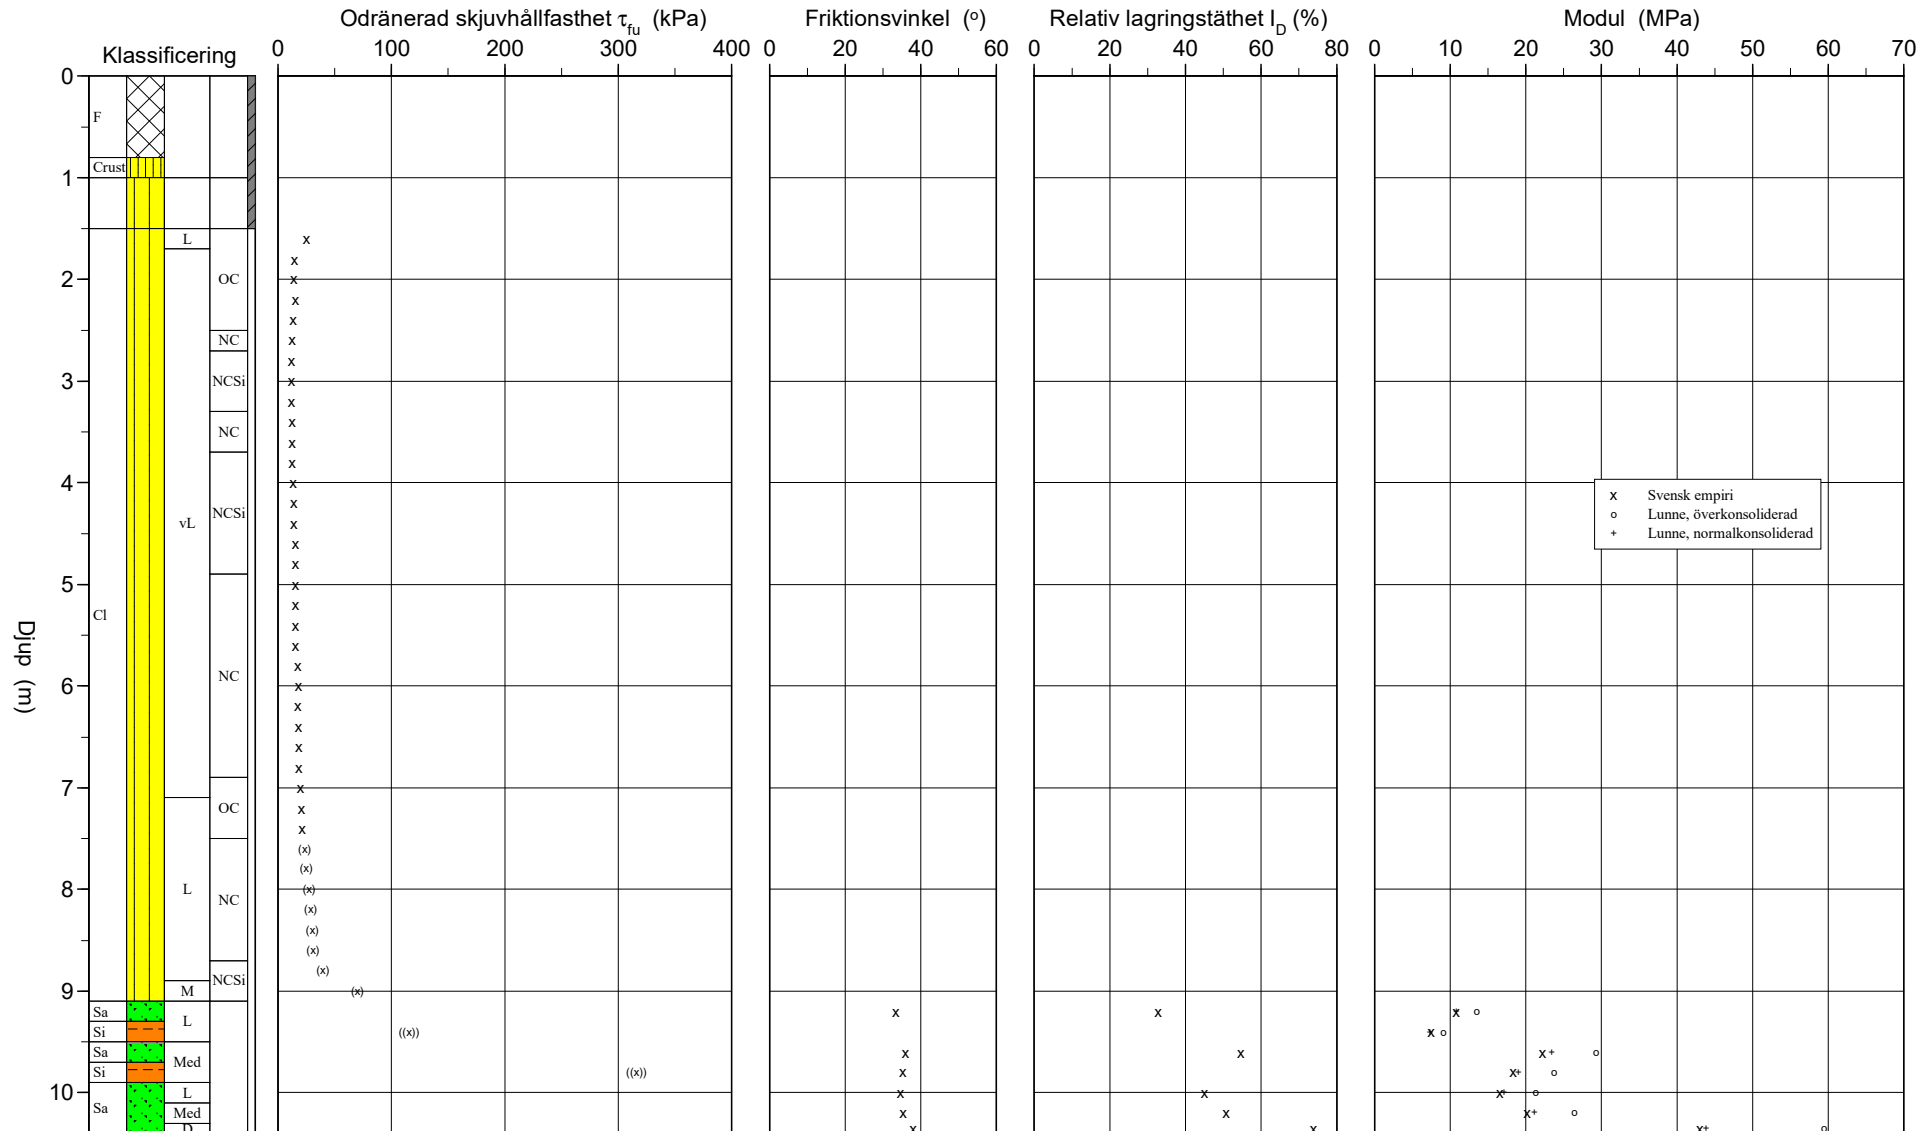 Odränerad skjuvhållfasthet τfu (kPa)
Friktionsvinkel (o)
Relativ lagringstäthet ID (%)
Modul (MPa)
Klassificering
0 100 200 300 400
0 20 40 60
0 20 40 60 80
0 10 20 30 40 50 60 70
Djup (m)
0
1
2
3
4
5
6
7
8
9
10
F
Crust
Cl
Sa
Si
Sa
Si
Sa
L
vL
L
M
L
Med
L
Med
D
OC
NC
NCSi
NC
NCSi
NC
OC
NC
NCSi
x Svensk empiri
o Lunne, överkonsoliderad
+ Lunne, normalkonsoliderad